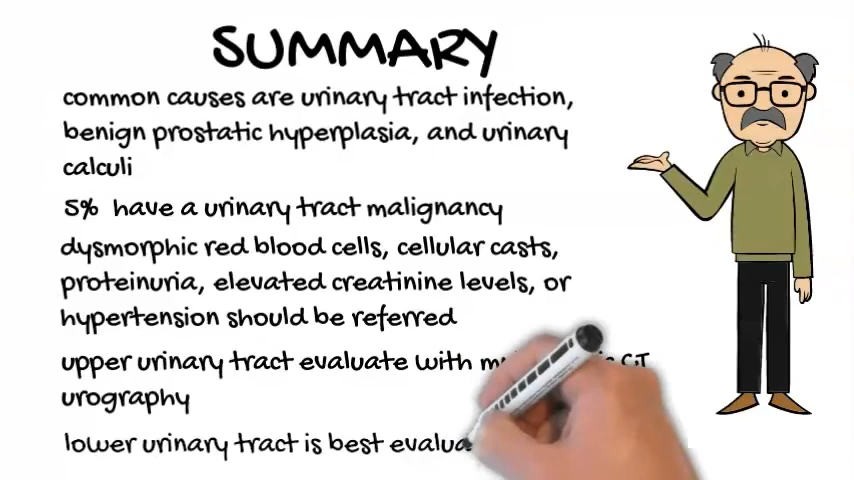 SUMMARY
common causes are urinary tract infection,
benign prostatic hyperplasia, and urinary
calculi
5% have a urinary tract malignancy
dysmorphic red blood cells, cellular casts,
proteinuria, elevated creatinine levels, or
hypertension should be referred
upper urinary tract evaluate with CT
urography
lower urinary tract is best